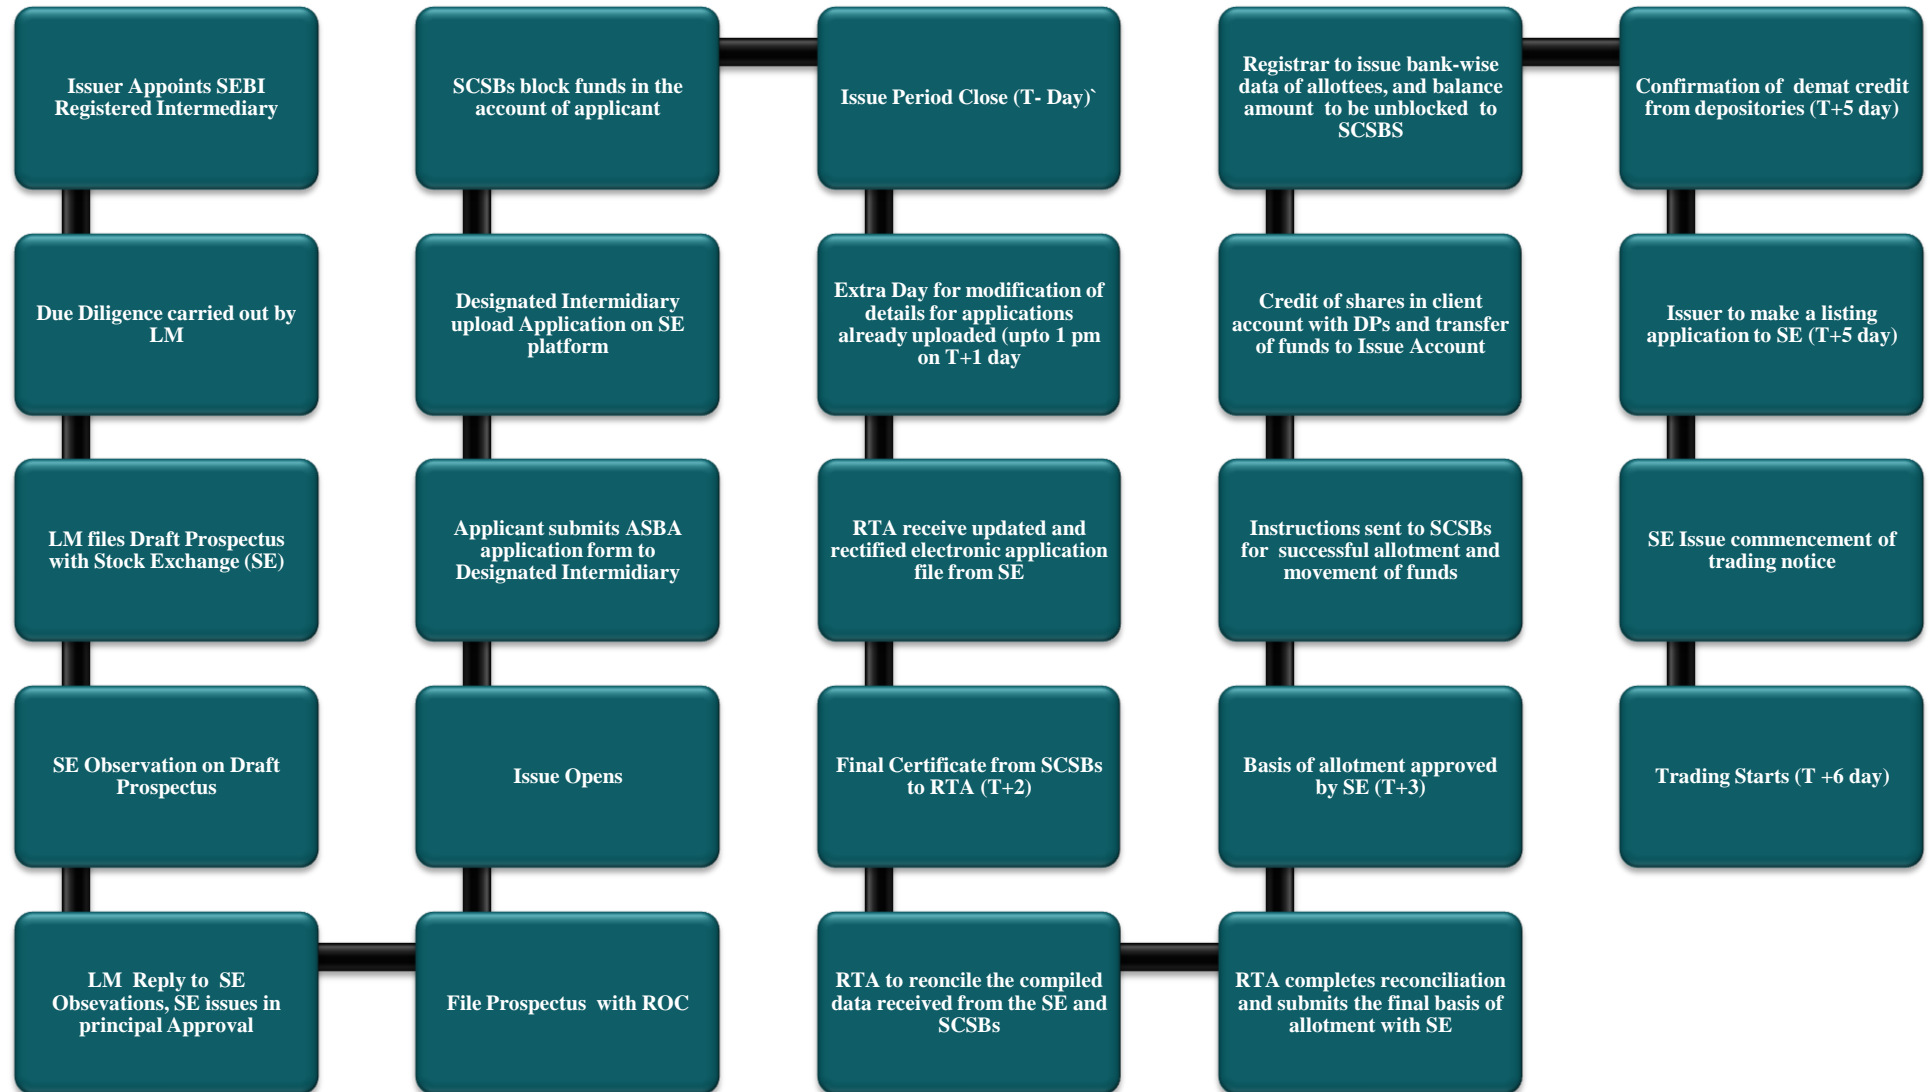 Issuer Appoints SEBI
Registered Intermediary
Due Diligence carried out by
LM
LM files Draft Prospectus
with Stock Exchange (SE)
SE Observation on Draft
Prospectus
LM Reply to SE
Obsevations, SE issues in
principal Approval
File Prospectus with ROC
Issue Opens
Applicant submits ASBA
application form to
Designated Intermidiary
Designated Intermidiary
upload Application on SE
platform
SCSBs block funds in the
account of applicant
Issue Period Close (T- Day)`
Extra Day for modification of
details for applications
already uploaded (upto 1 pm
on T+1 day
RTA receive updated and
rectified electronic application
file from SE
Final Certificate from SCSBs
to RTA (T+2)
RTA to reconcile the compiled
data received from the SE and
SCSBs
RTA completes reconciliation
and submits the final basis of
allotment with SE
Basis of allotment approved
by SE (T+3)
Instructions sent to SCSBs
for successful allotment and
movement of funds
Credit of shares in client
account with DPs and transfer
of funds to Issue Account
Registrar to issue bank-wise
data of allottees, and balance
amount to be unblocked to
SCSBS
Confirmation of demat credit
from depositories (T+5 day)
Issuer to make a listing
application to SE (T+5 day)
SE Issue commencement of
trading notice
Trading Starts (T +6 day)